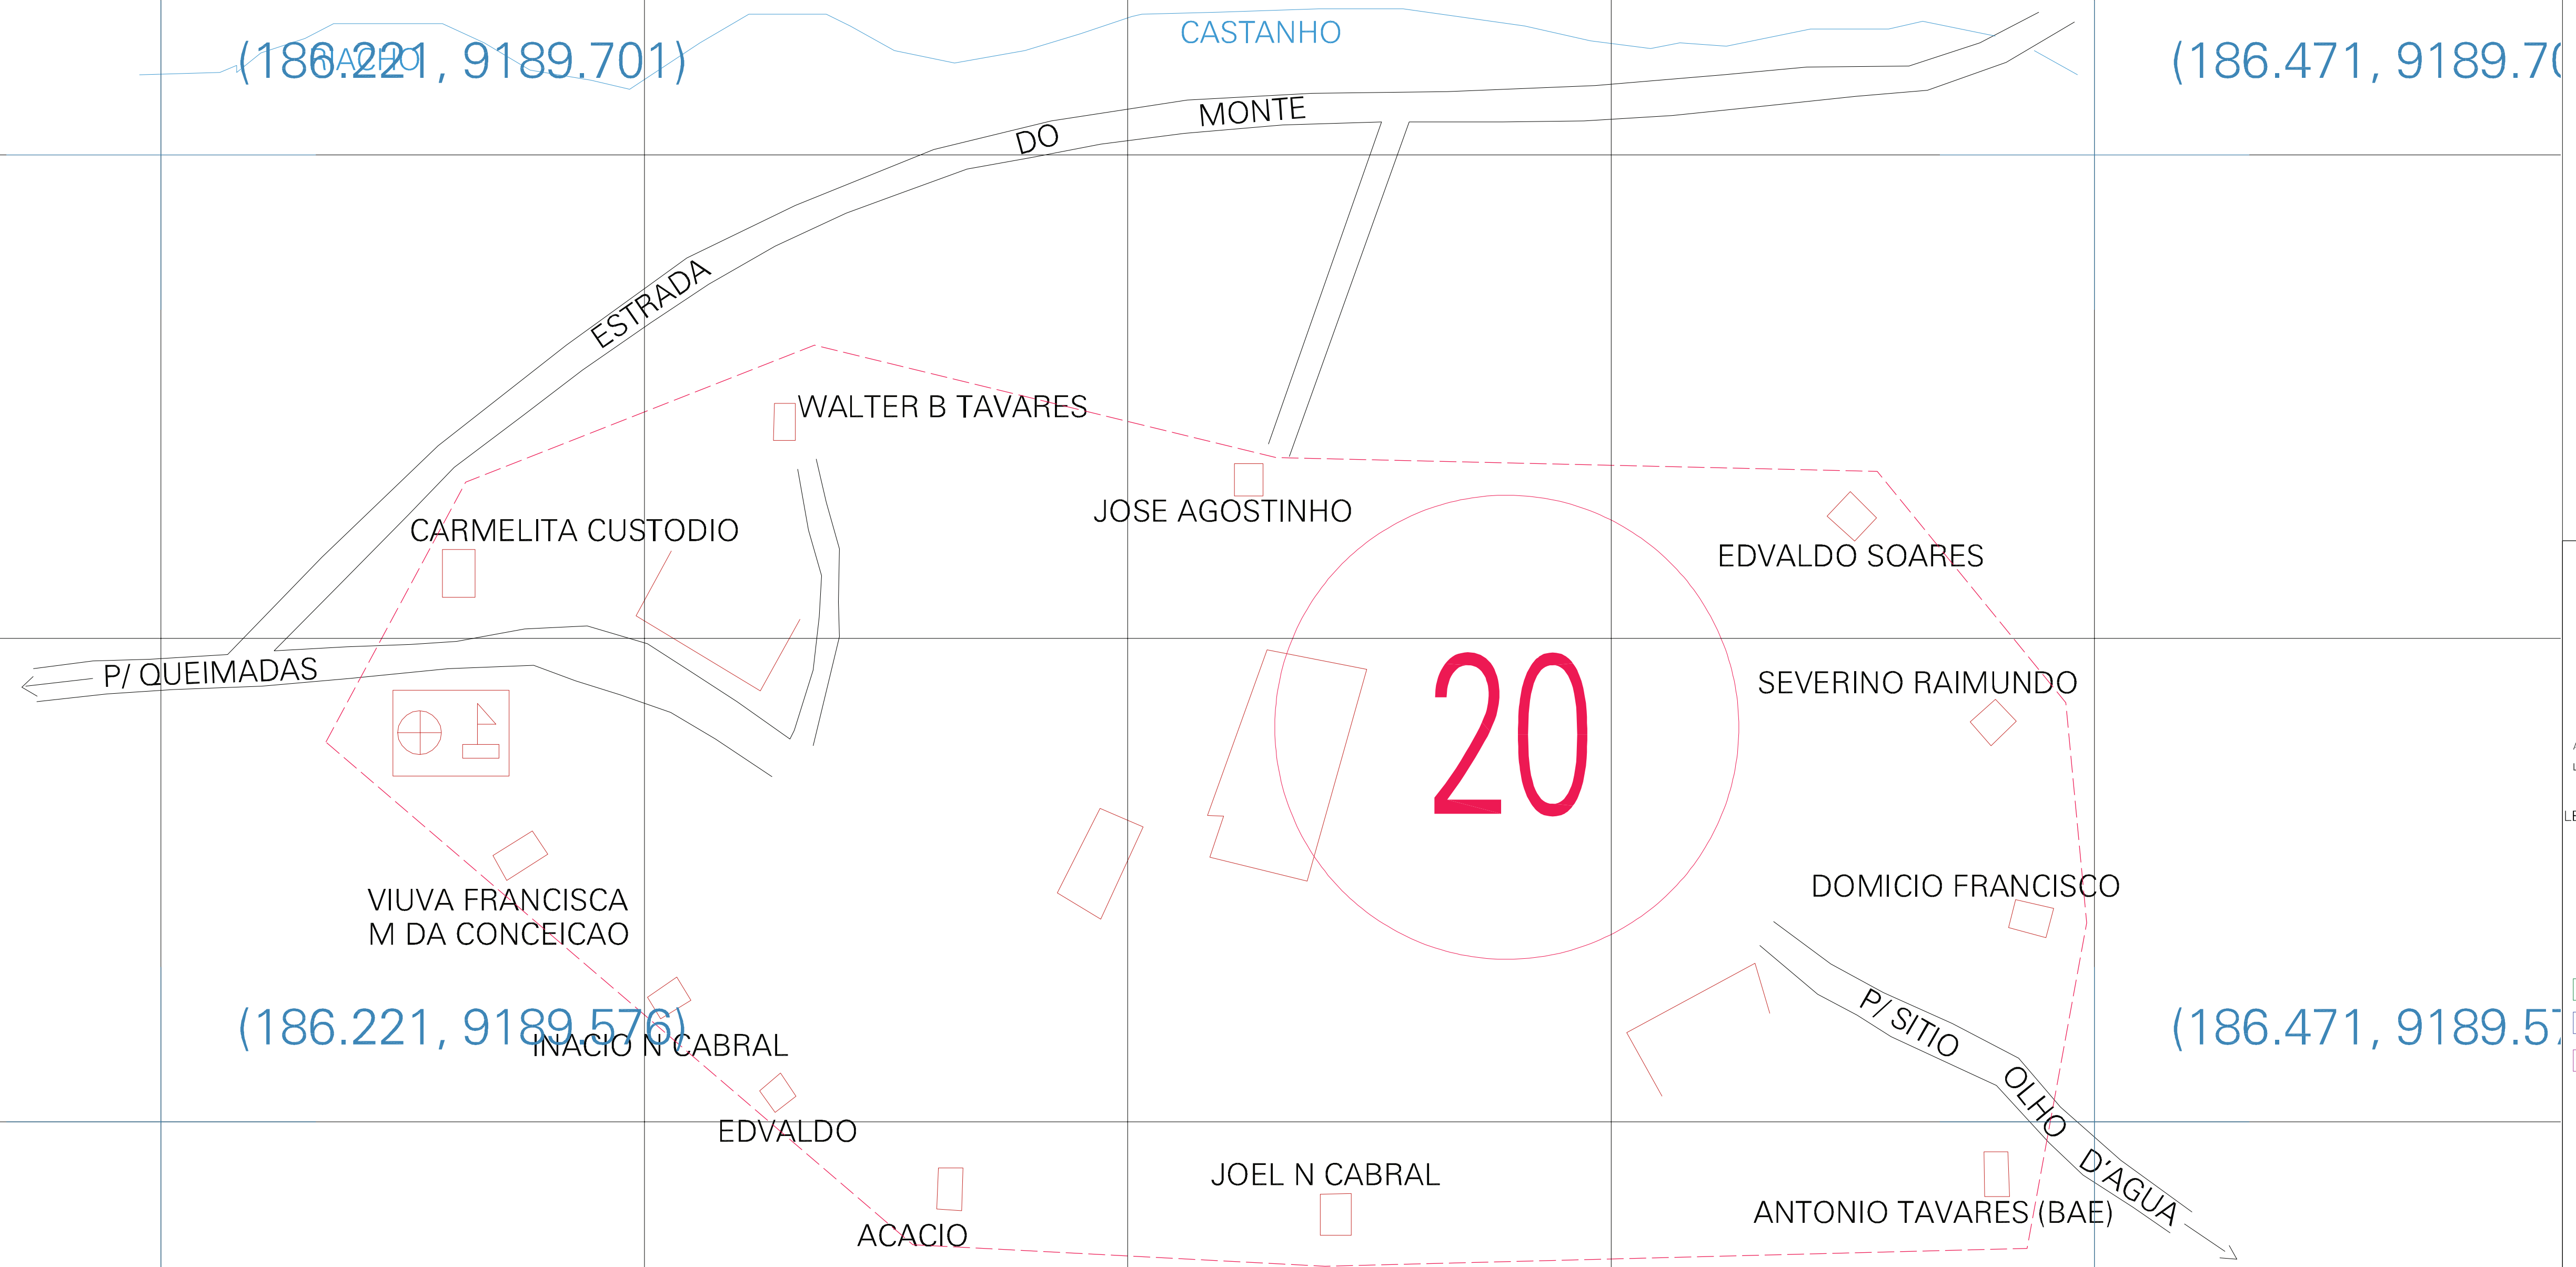 CASTANHO
(186.221, 9189.701)
RIACHO
(186.471, 9189.70
DO
MONTE
ESTRADA
WALTER B TAVARES
JOSE AGOSTINHO
CARMELITA CUSTODIO
EDVALDO SOARES
P/ QUEIMADAS
SEVERINO RAIMUNDO
20
LE
DOMICIO FRANCISCO
VIUVA FRANCISCA
M DA CONCEICAO
(186.221, 9189.576)
(186.471, 9189.57
INACIO N CABRAL
P/ SITIO
OLHO
D'AGUA
EDVALDO
JOEL N CABRAL
ANTONIO TAVARES (BAE)
ACACIO